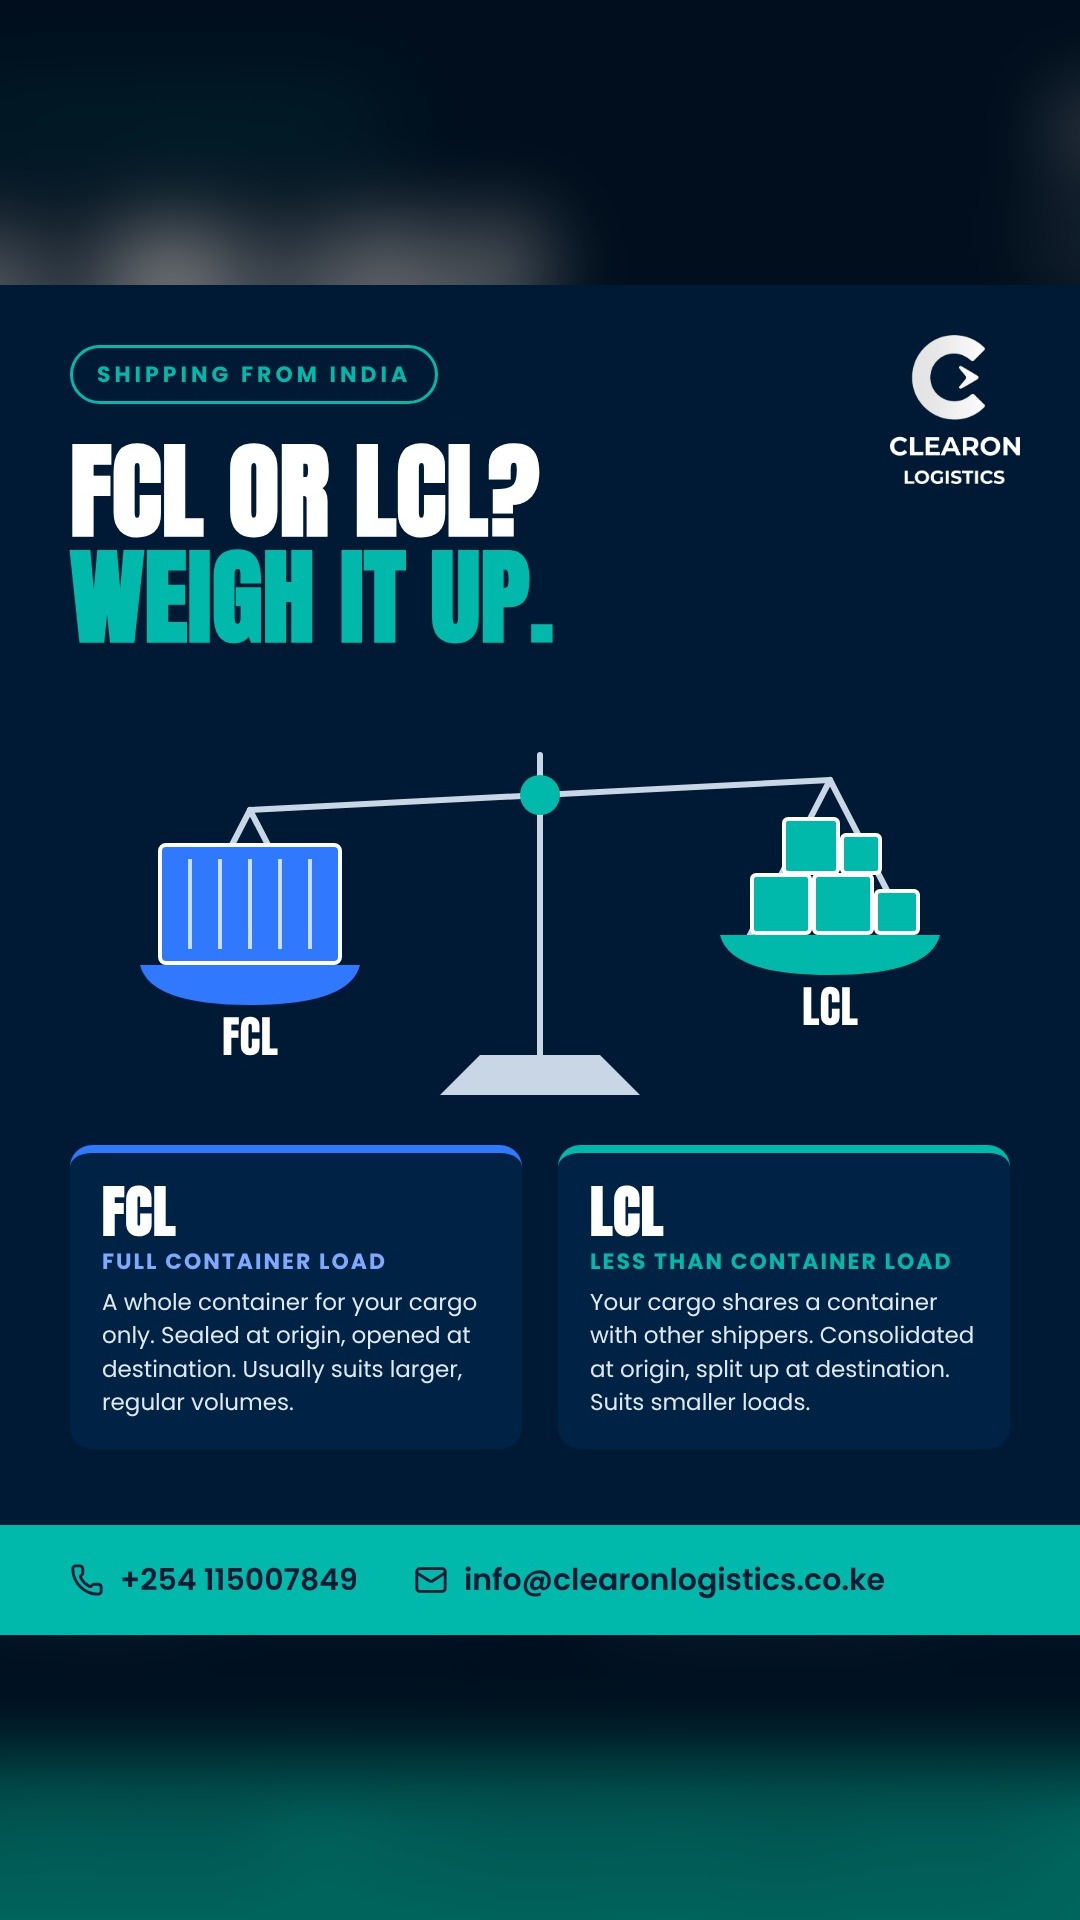 SHIPPING FROM INDIA
CLEARON
LOGISTICS
FCL OR LCL?
WEIGH IT UP.
FCL
LCL
FCL
FULL CONTAINER LOAD
A whole container for your cargo
only. Sealed at origin, opened at
destination. Usually suits larger,
regular volumes.
LCL
LESS THAN CONTAINER LOAD
Your cargo shares a container
with other shippers. Consolidated
at origin, split up at destination.
Suits smaller loads.
+254 115007849
info@clearonlogistics.co.ke